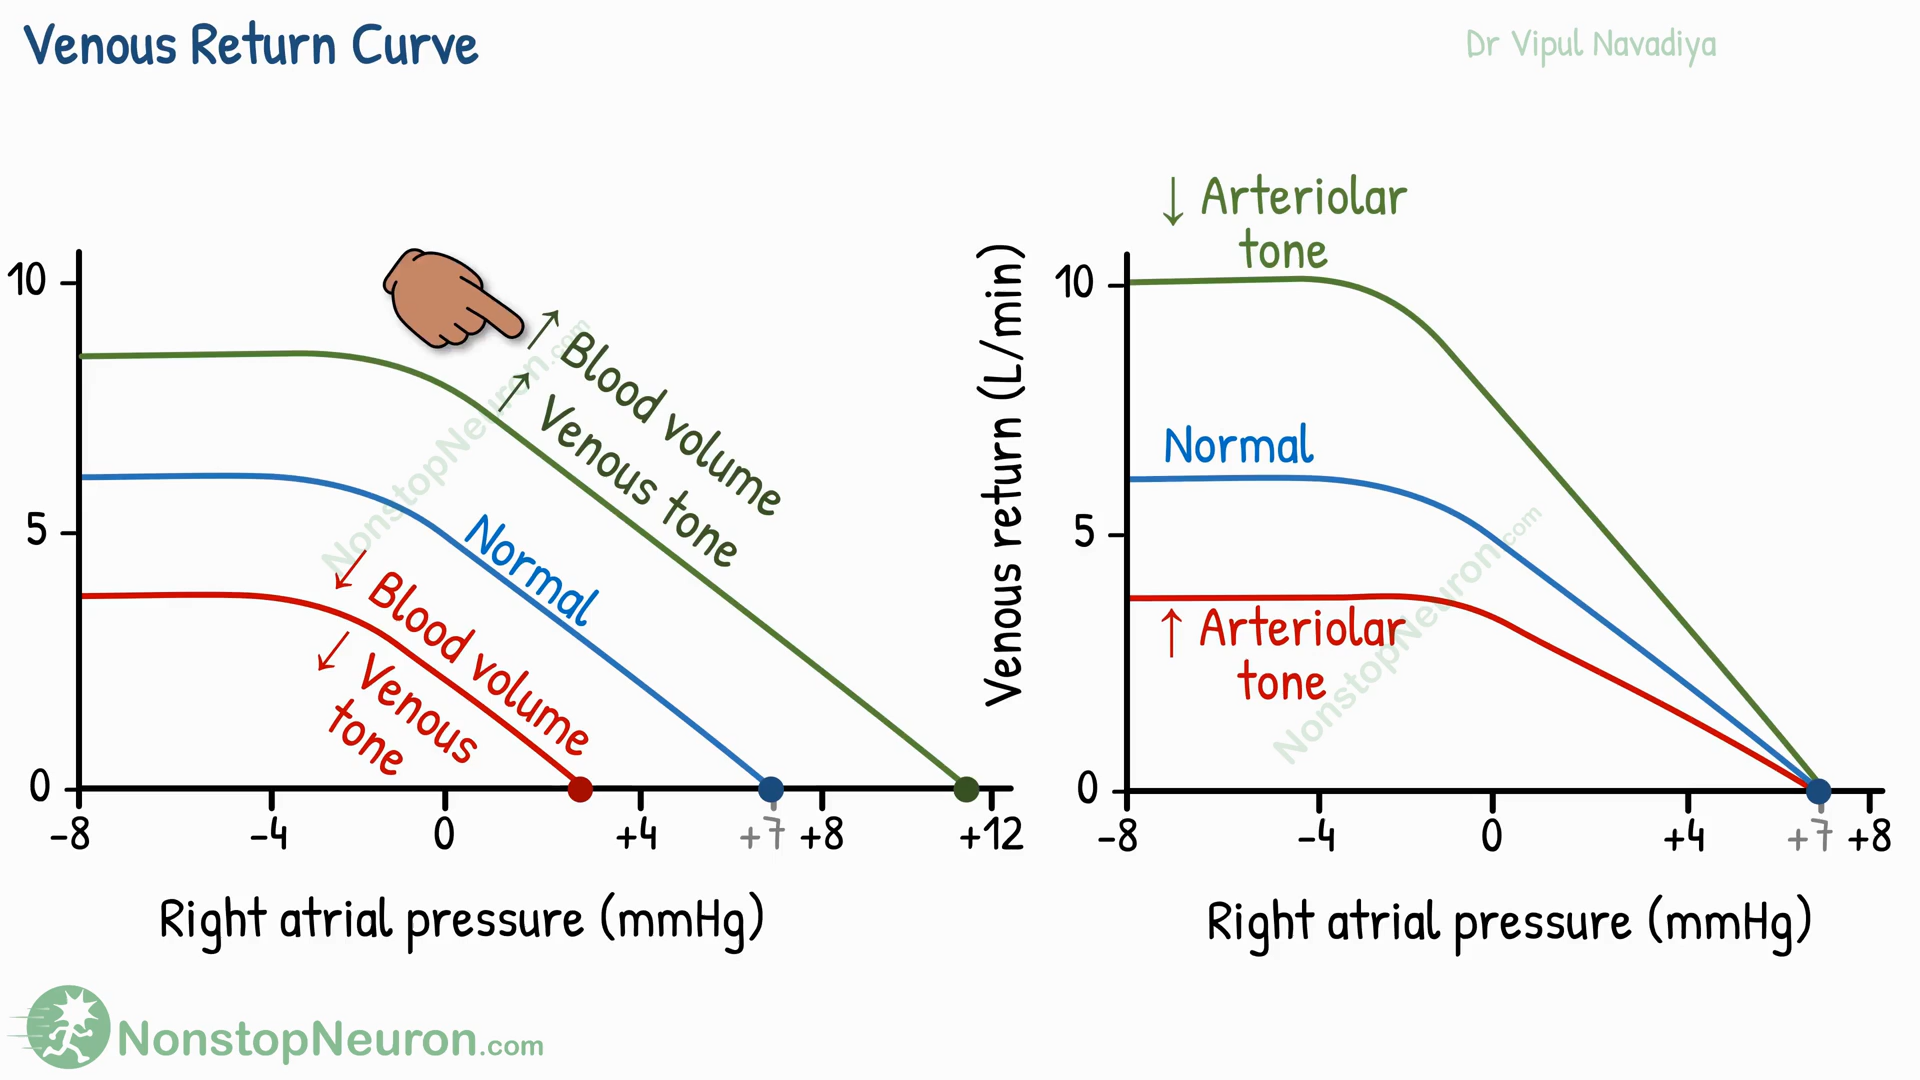 Venous Return Curve
Dr Vipul Navadiya
10
5
0
-8
-4
0
+4
+7
+8
+12
↑ Blood volume
↑ Venous tone
Normal
↓ Blood volume
↓ Venous
tone
NonstopNeuron.com
Right atrial pressure (mmHg)
Venous return (L/min)
10
5
0
-8
-4
0
+4
+7
+8
↓ Arteriolar
tone
Normal
↑ Arteriolar
tone
NonstopNeuron.com
Right atrial pressure (mmHg)
NonstopNeuron.com